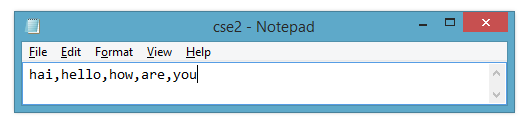 cse2 - Notepad
File Edit Format View Help
hai,hello,how,are,you